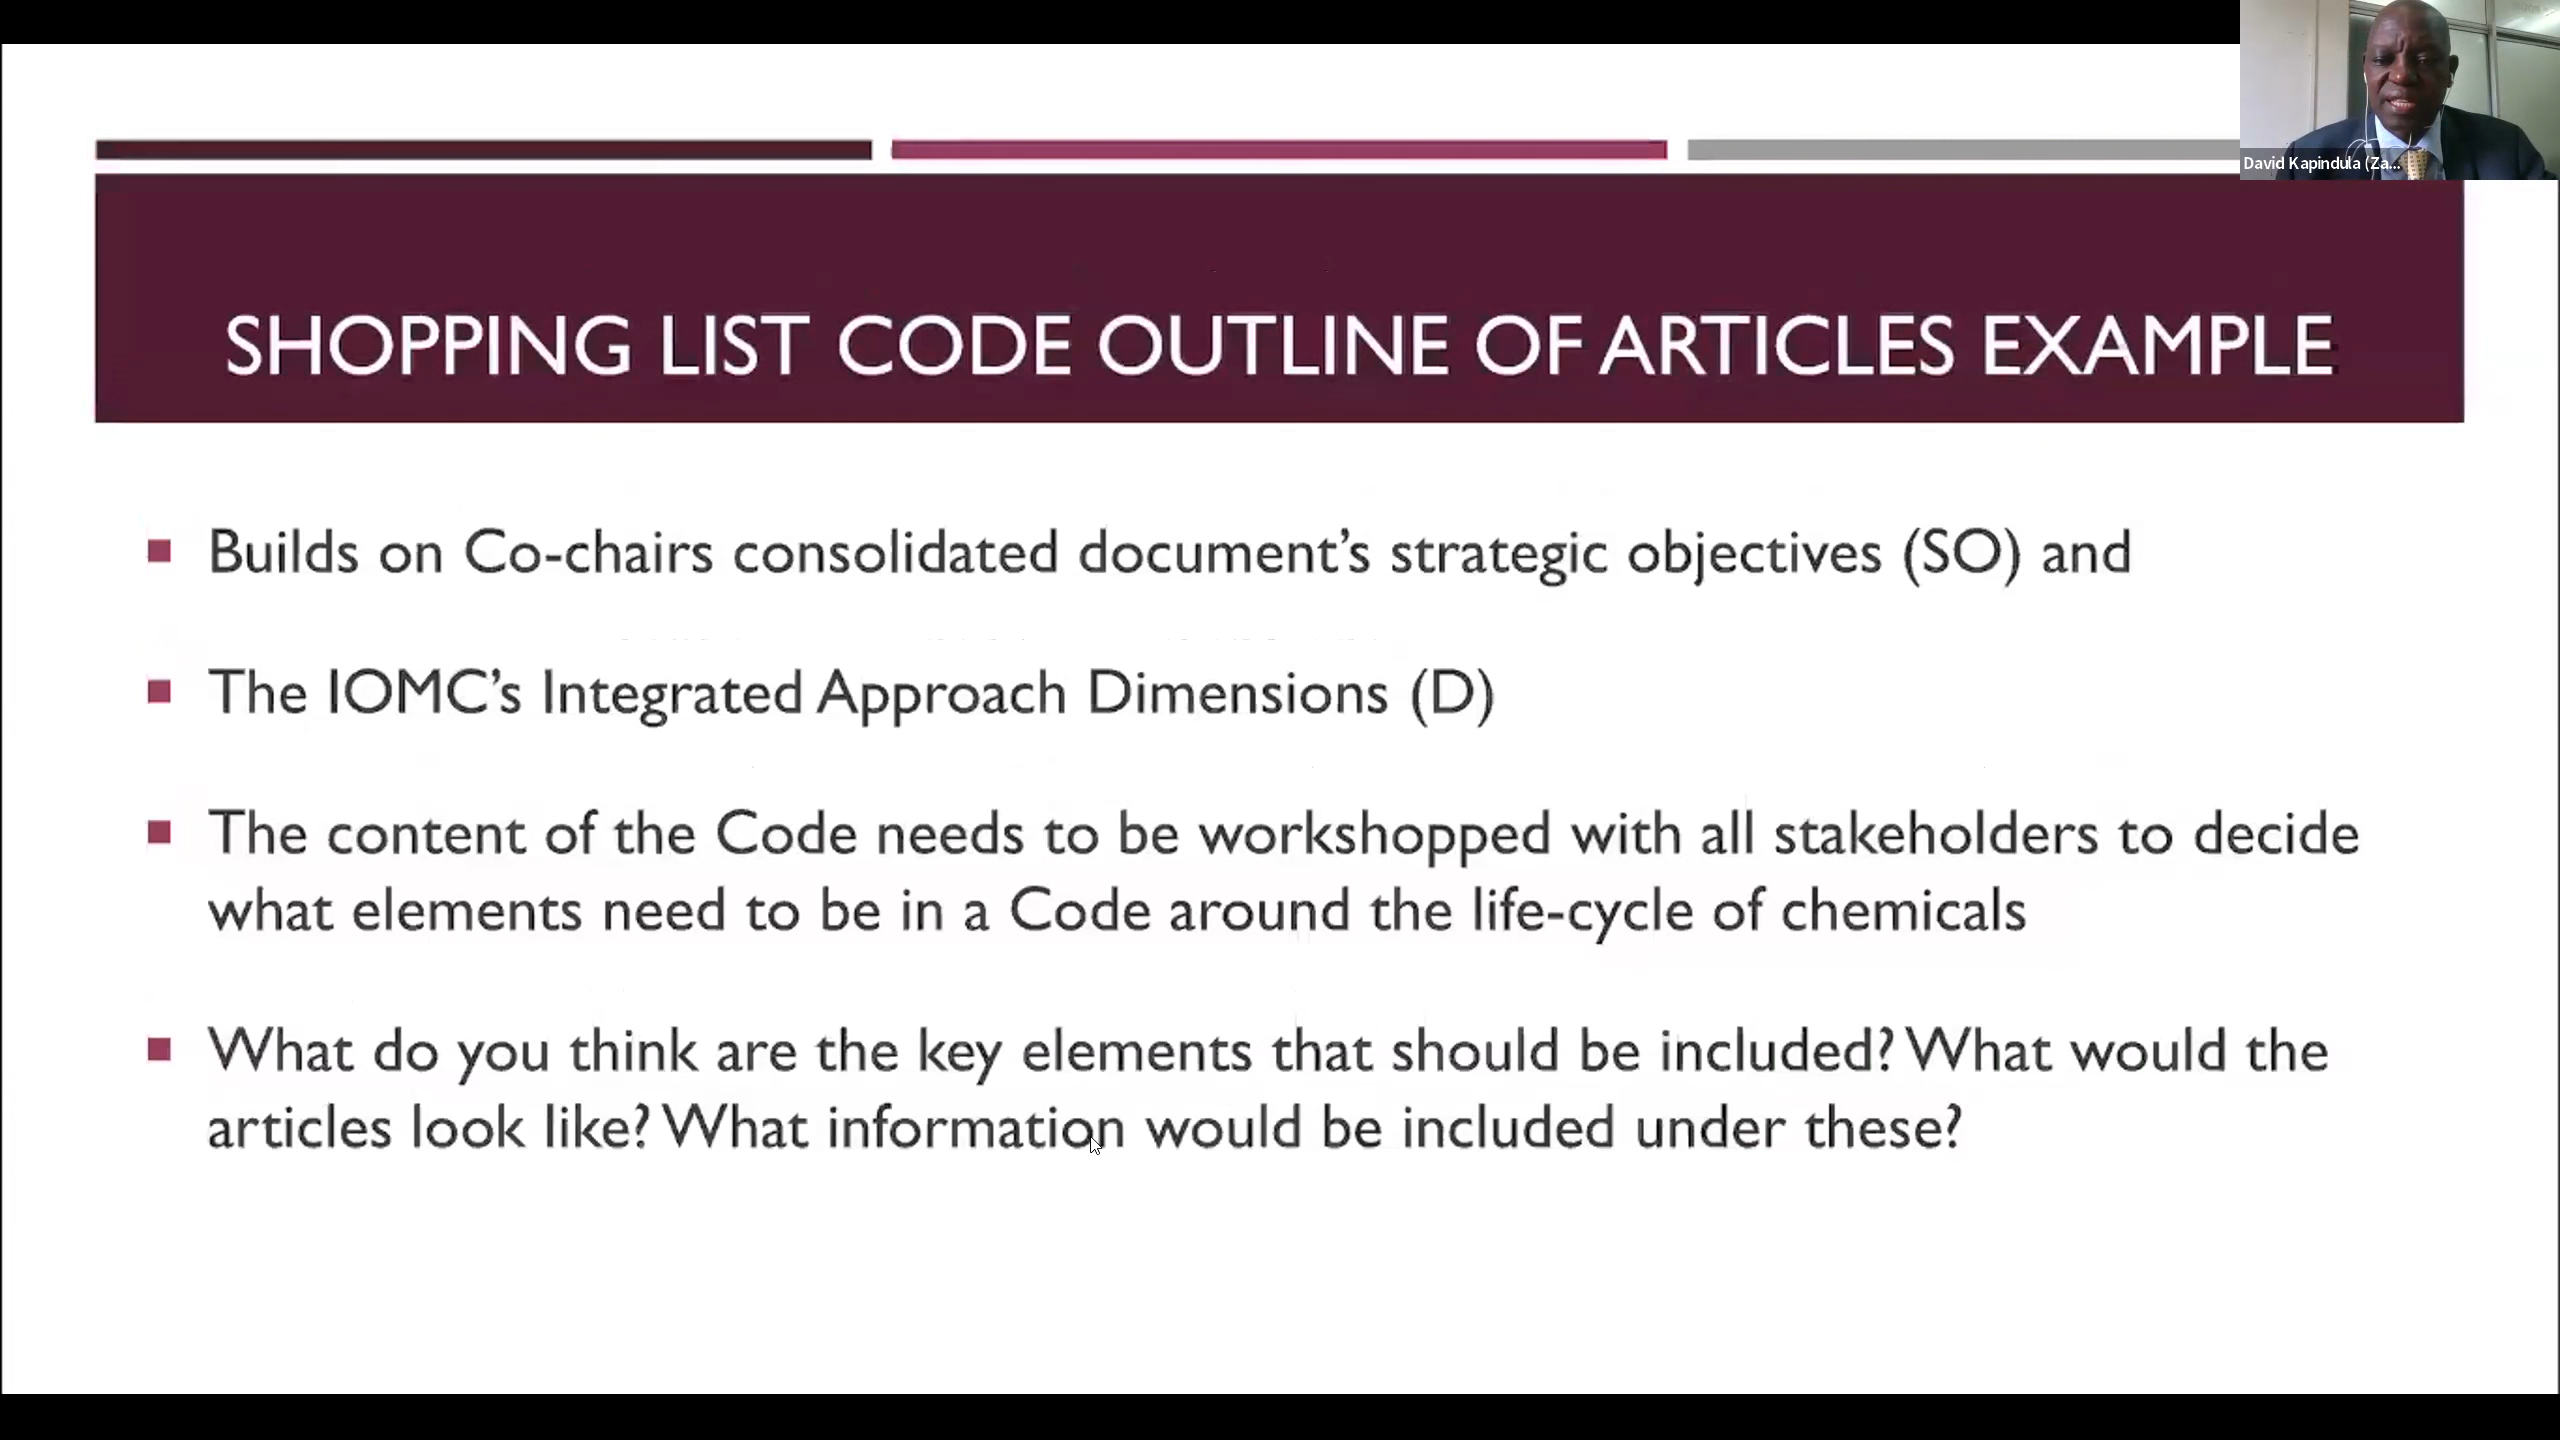 David Kapindula (Za...
SHOPPING LIST CODE OUTLINE OF ARTICLES EXAMPLE
Builds on Co-chairs consolidated document’s strategic objectives (SO) and
The IOMC’s Integrated Approach Dimensions (D)
The content of the Code needs to be workshopped with all stakeholders to decide
what elements need to be in a Code around the life-cycle of chemicals
What do you think are the key elements that should be included? What would the
articles look like? What information would be included under these?